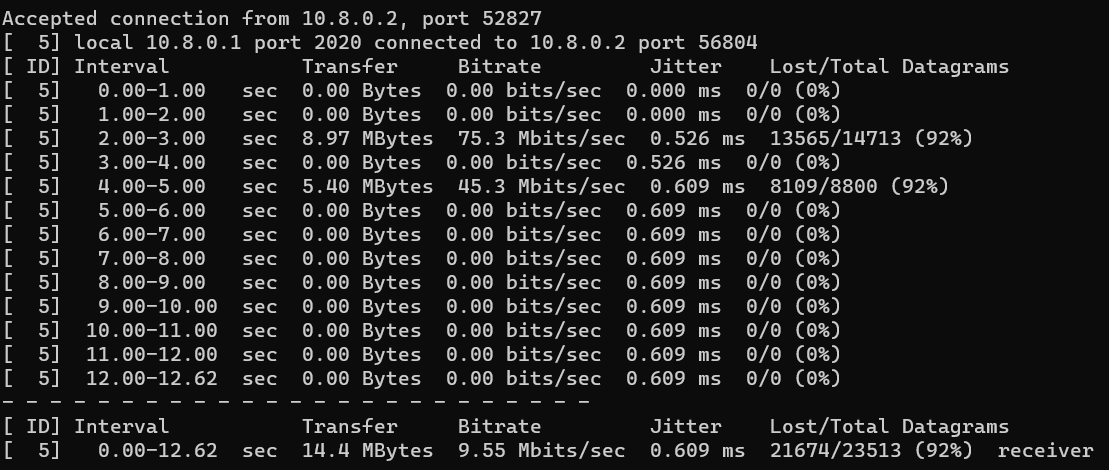 Accepted connection from 10.8.0.2, port 52827
[  5] local 10.8.0.1 port 2020 connected to 10.8.0.2 port 56804
[ ID] Interval           Transfer     Bitrate         Jitter    Lost/Total Datagrams
[  5]   0.00-1.00   sec  0.00 Bytes  0.00 bits/sec  0.000 ms  0/0 (0%)
[  5]   1.00-2.00   sec  0.00 Bytes  0.00 bits/sec  0.000 ms  0/0 (0%)
[  5]   2.00-3.00   sec  8.97 MBytes  75.3 Mbits/sec  0.526 ms  13565/14713 (92%)
[  5]   3.00-4.00   sec  0.00 Bytes  0.00 bits/sec  0.526 ms  0/0 (0%)
[  5]   4.00-5.00   sec  5.40 MBytes  45.3 Mbits/sec  0.609 ms  8109/8800 (92%)
[  5]   5.00-6.00   sec  0.00 Bytes  0.00 bits/sec  0.609 ms  0/0 (0%)
[  5]   6.00-7.00   sec  0.00 Bytes  0.00 bits/sec  0.609 ms  0/0 (0%)
[  5]   7.00-8.00   sec  0.00 Bytes  0.00 bits/sec  0.609 ms  0/0 (0%)
[  5]   8.00-9.00   sec  0.00 Bytes  0.00 bits/sec  0.609 ms  0/0 (0%)
[  5]   9.00-10.00  sec  0.00 Bytes  0.00 bits/sec  0.609 ms  0/0 (0%)
[  5]  10.00-11.00  sec  0.00 Bytes  0.00 bits/sec  0.609 ms  0/0 (0%)
[  5]  11.00-12.00  sec  0.00 Bytes  0.00 bits/sec  0.609 ms  0/0 (0%)
[  5]  12.00-12.62  sec  0.00 Bytes  0.00 bits/sec  0.609 ms  0/0 (0%)
- - - - - - - - - - - - - - - - - - - - - - - - -
[ ID] Interval           Transfer     Bitrate         Jitter    Lost/Total Datagrams
[  5]   0.00-12.62  sec  14.4 MBytes  9.55 Mbits/sec  0.609 ms  21674/23513 (92%)  receiver